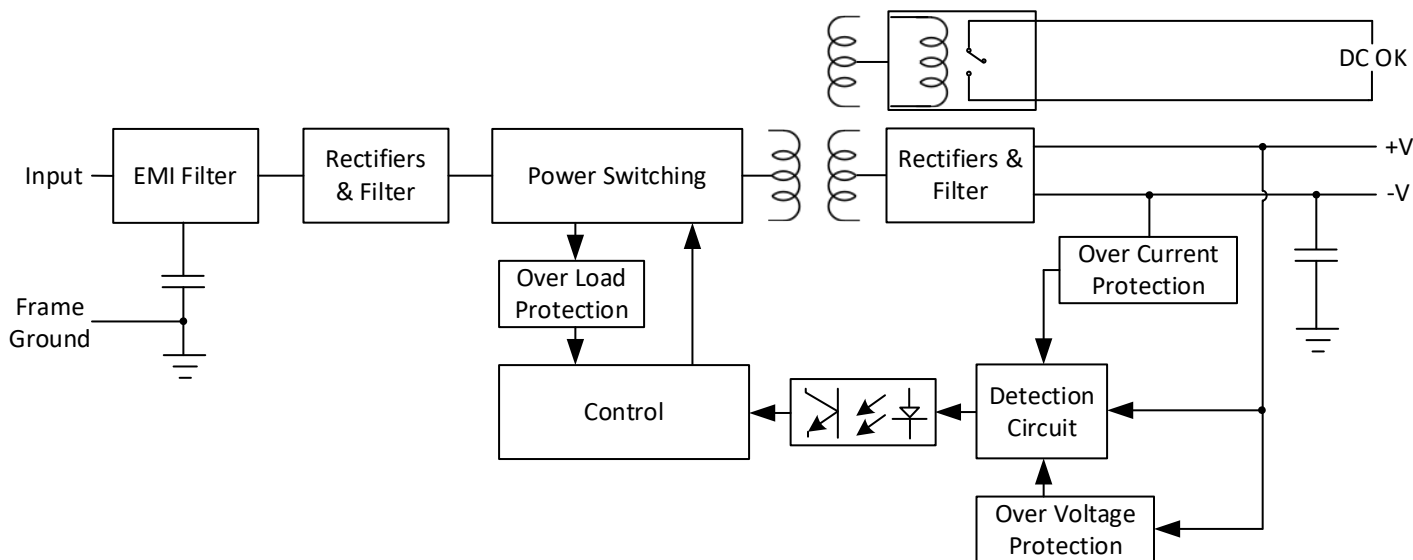 DC OK
Input
EMI Filter
Rectifiers
& Filter
Power Switching
Rectifiers &
Filter
+V
-V
Over Load
Protection
Over Current
Protection
Frame
Ground
Control
Detection
Circuit
Over Voltage
Protection